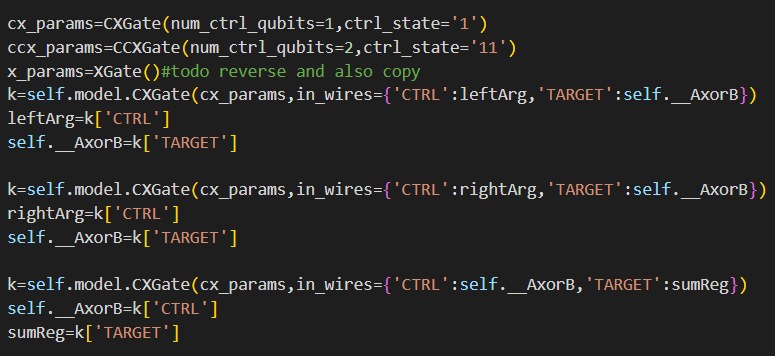 cx_params=CXGate(num_ctrl_qubits=1,ctrl_state='1')
ccx_params=CCXGate(num_ctrl_qubits=2,ctrl_state='11')
x_params=XGate()#todo reverse and also copy
k=self.model.CXGate(cx_params,in_wires={'CTRL':leftArg,'TARGET':self.__AxorB})
leftArg=k['CTRL']
self.__AxorB=k['TARGET']
k=self.model.CXGate(cx_params,in_wires={'CTRL':rightArg,'TARGET':self.__AxorB})
rightArg=k['CTRL']
self.__AxorB=k['TARGET']
k=self.model.CXGate(cx_params,in_wires={'CTRL':self.__AxorB,'TARGET':sumReg})
self.__AxorB=k['CTRL']
sumReg=k['TARGET']